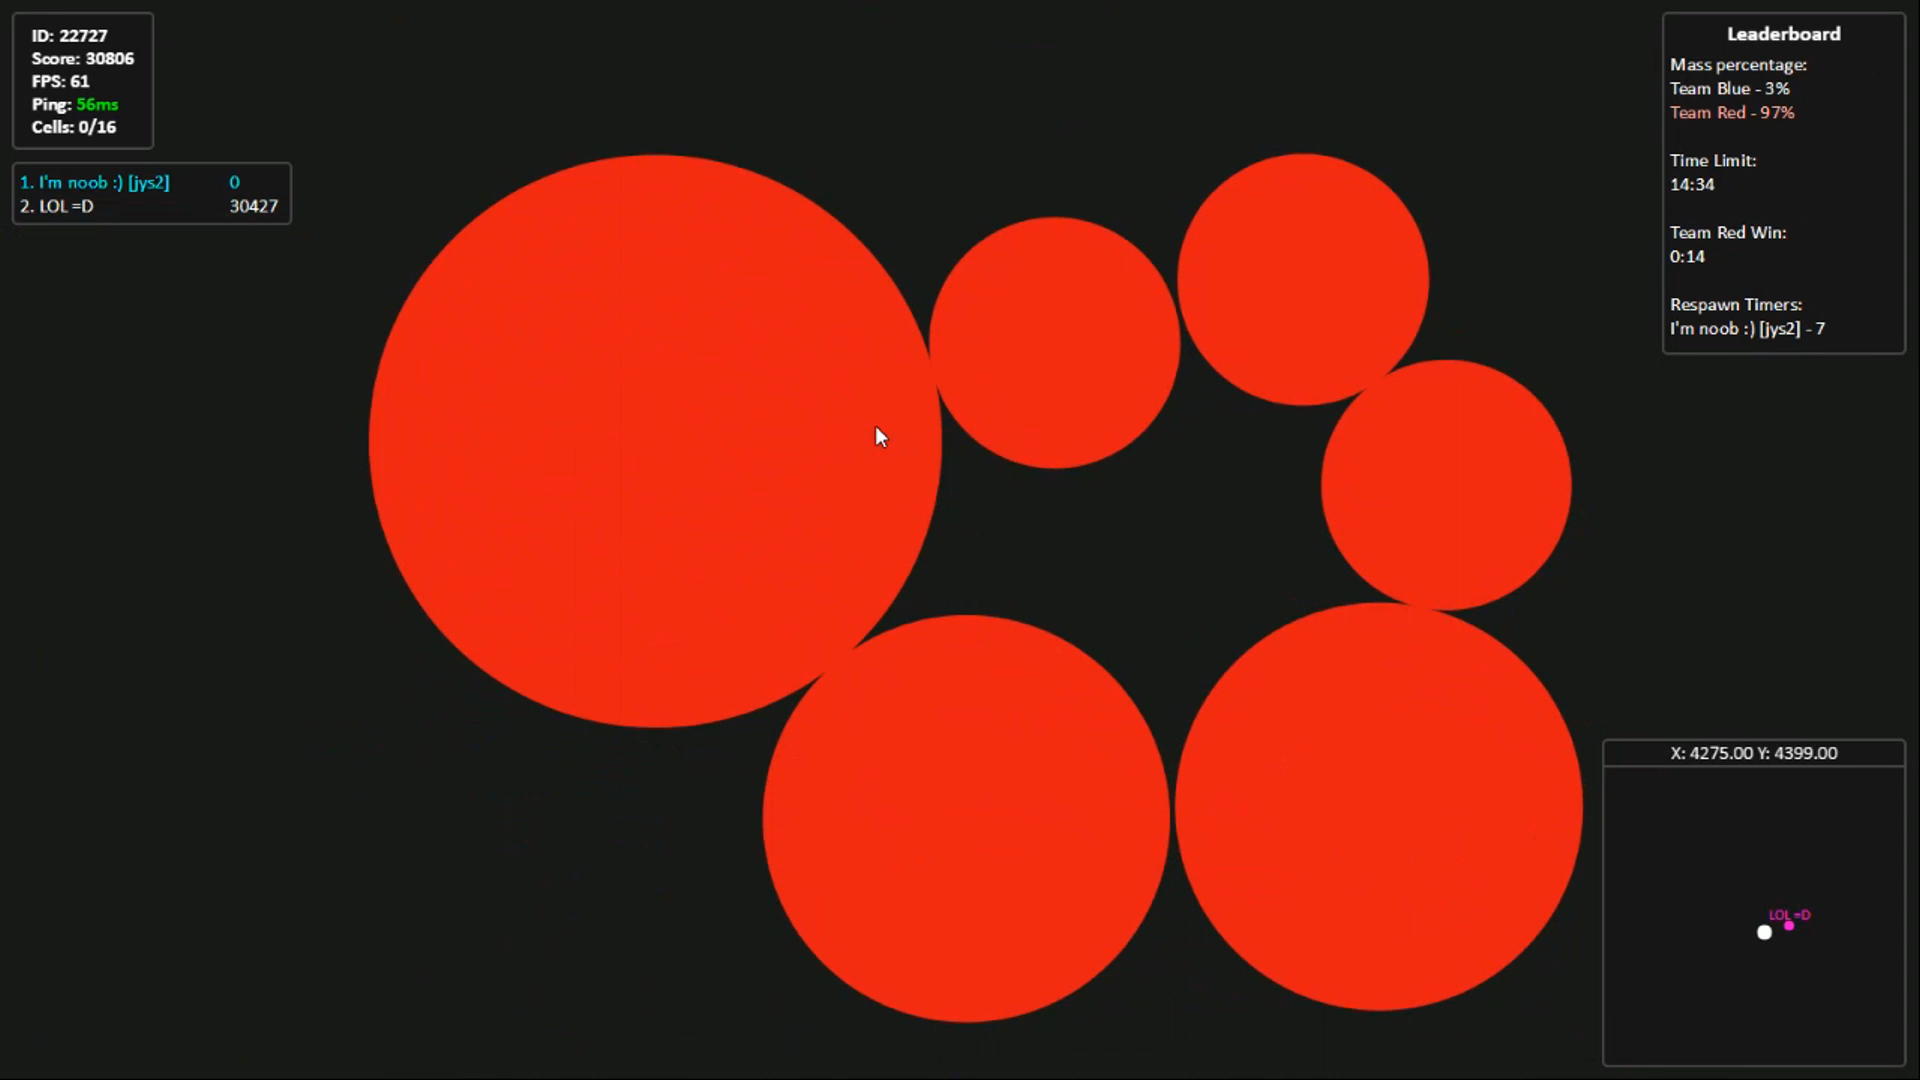 ID: 22727
Score: 30806
FPS: 61
Ping: 56ms
Cells: 0/16
1. I'm noob :) [jys2] 0
2. LOL =D 30427
Leaderboard
Mass percentage:
Team Blue - 3%
Team Red - 97%
Time Limit:
14:34
Team Red Win:
0:14
Respawn Timers:
I'm noob :) [jys2] - 7
X: 4275.00 Y: 4399.00
LOL =D